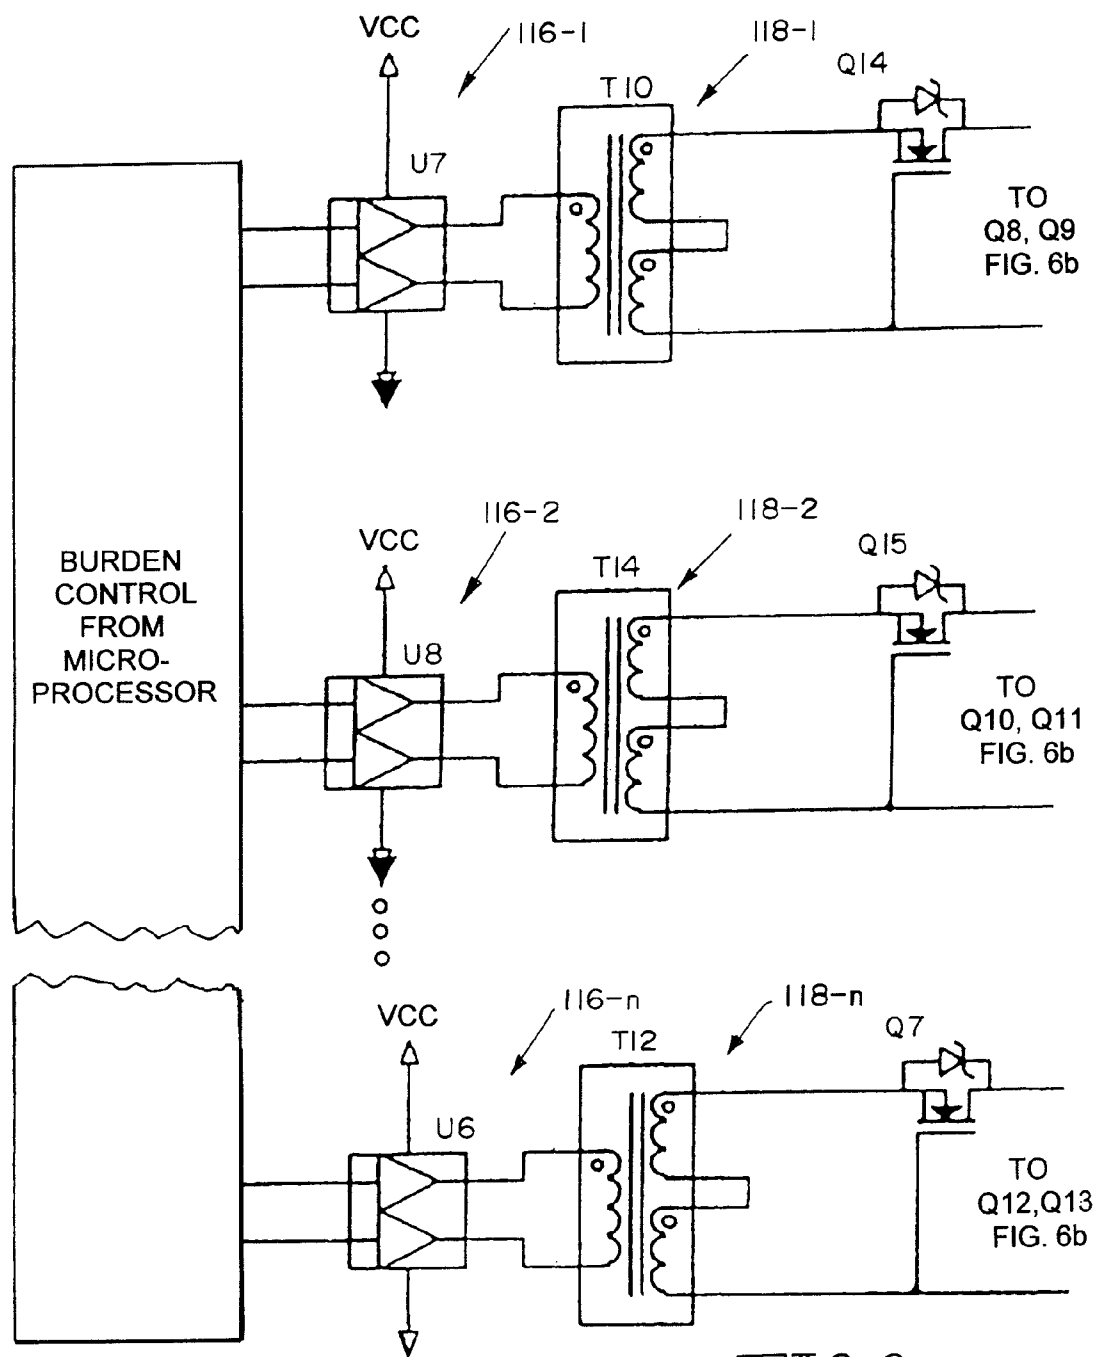 VCC
116-1
118-1
Q14
T10
U7
TO
Q8, Q9
FIG. 6b
116-2
118-2
VCC
Q15
T14
U8
BURDEN
CONTROL
FROM
MICRO-
PROCESSOR
TO
Q10, Q11
FIG. 6b
116-n
118-n
VCC
Q7
T12
U6
TO
Q12,Q13
FIG. 6b